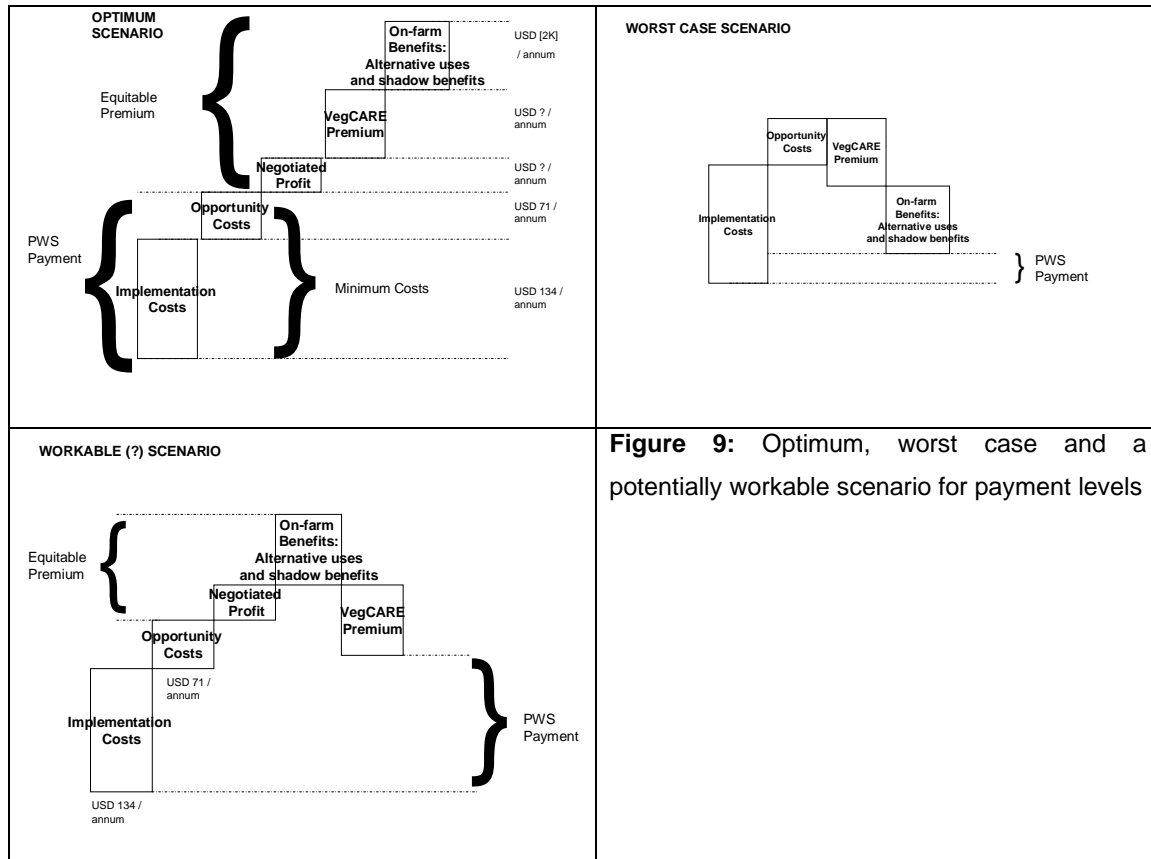 OPTIMUM
SCENARIO
On-farm
Benefits:
Alternative uses
and shadow benefits
USD [2K]
/ annum
Equitable
Premium
VegCARE
Premium
USD ? /
annum
Negotiated
Profit
USD ? /
annum
Opportunity
Costs
USD 71 /
annum
PWS
Payment
Implementation
Costs
Minimum Costs
USD 134 /
annum
WORST CASE SCENARIO
Opportunity
Costs
VegCARE
Premium
Implementation
Costs
On-farm
Benefits:
Alternative uses
and shadow benefits
PWS
Payment
WORKABLE (?) SCENARIO
On-farm
Benefits:
Alternative uses
and shadow benefits
Equitable
Premium
Negotiated
Profit
VegCARE
Premium
Opportunity
Costs
USD 71 /
annum
Implementation
Costs
PWS
Payment
USD 134 /
annum
Figure 9: Optimum, worst case and a
potentially workable scenario for payment levels